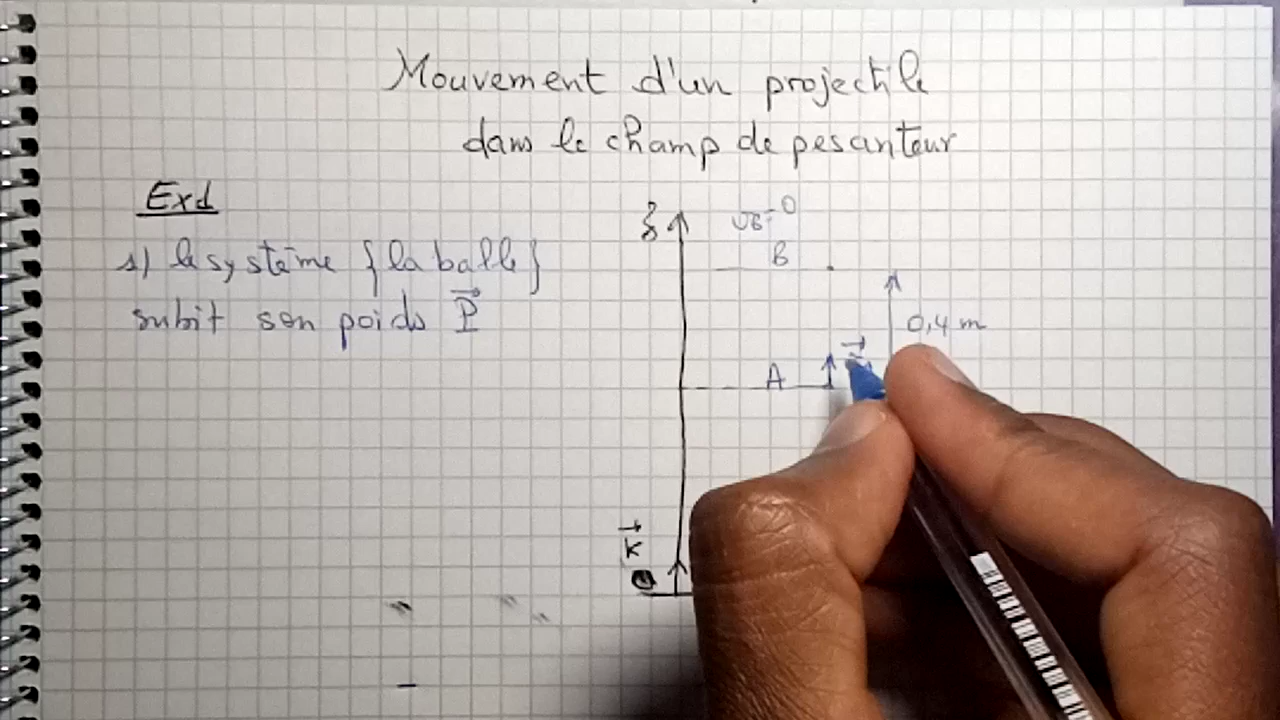 Mouvement d'un projectile
dans le champ de pesanteur
Ex1
1) le système {la balle}
subit son poids P⃗
z
vB=0
B
0,4 m
A
k⃗